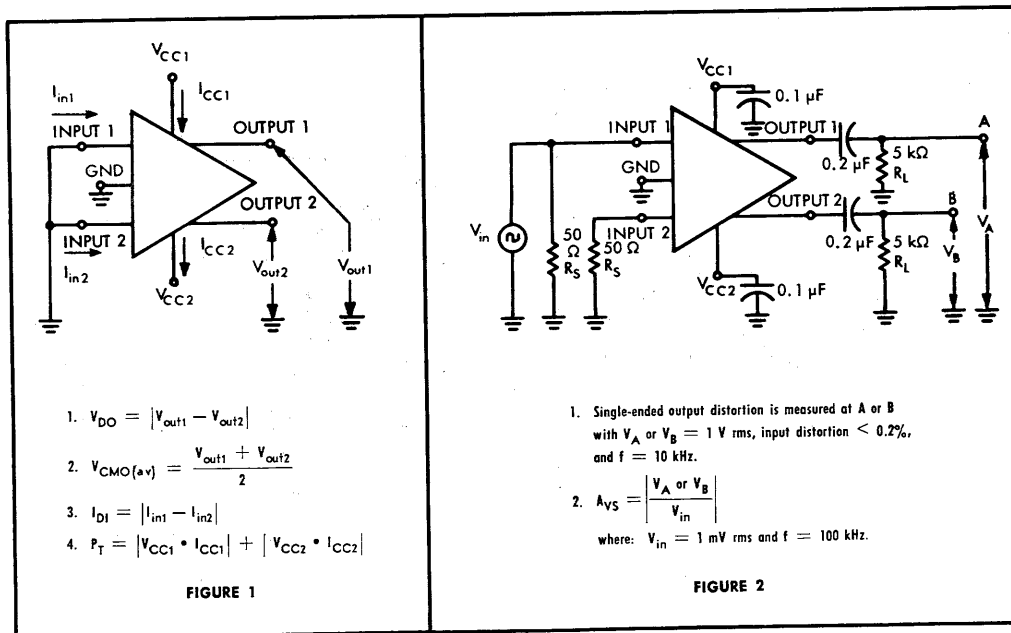 V_CC1
I_in1
I_CC1
INPUT 1
OUTPUT 1
GND
OUTPUT 2
INPUT 2
I_CC2
I_in2
V_out2
V_out1
V_CC2
1. V_DO = |V_out1 − V_out2|
2. V_CMO(av) = (V_out1 + V_out2) / 2
3. I_DI = |I_in1 − I_in2|
4. P_T = |V_CC1 • I_CC1| + |V_CC2 • I_CC2|
FIGURE 1
V_CC1
0.1 µF
INPUT 1
OUTPUT 1
A
0.2 µF
5 kΩ
R_L
GND
OUTPUT 2
B
V_in
INPUT 2
50
Ω
R_S
50 Ω
R_S
0.2 µF
5 kΩ
R_L
V_B
V_A
V_CC2
0.1 µF
1. Single-ended output distortion is measured at A or B
with V_A or V_B = 1 V rms, input distortion < 0.2%,
and f = 10 kHz.
2. A_VS = |V_A or V_B / V_in|
where: V_in = 1 mV rms and f = 100 kHz.
FIGURE 2